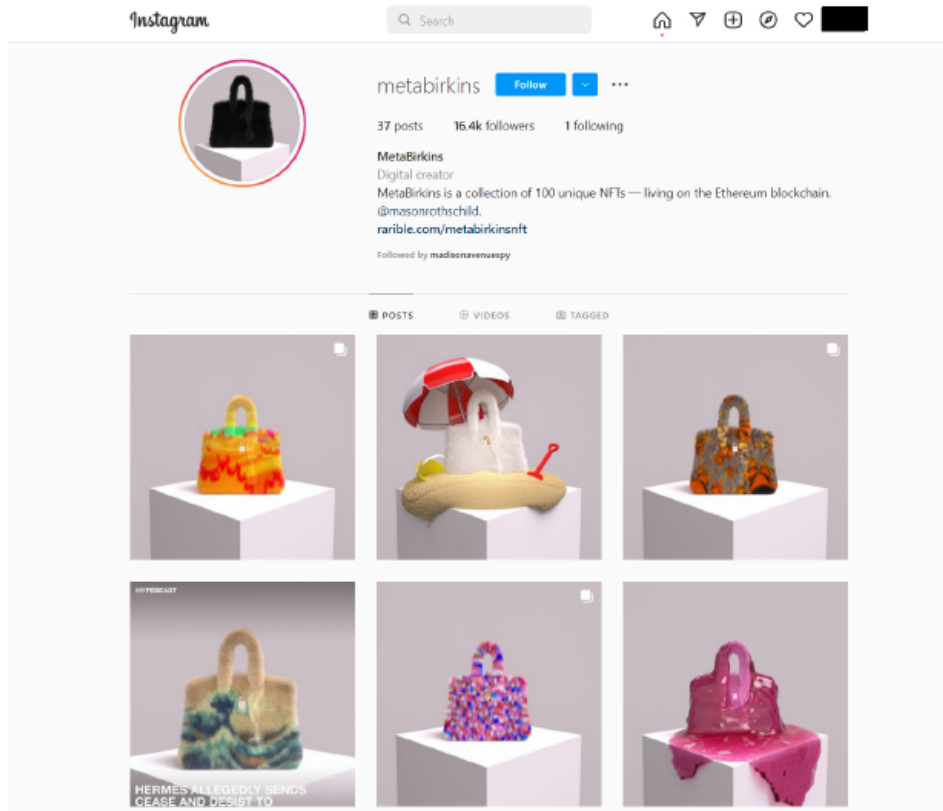 Instagram
Search
metabirkins Follow
37 posts 16.4k followers 1 following
MetaBirkins
Digital creator
MetaBirkins is a collection of 100 unique NFTs — living on the Ethereum blockchain.
@masonrothschild.
rarible.com/metabirkinsnft
Followed by madisonavenuespy
POSTS VIDEOS TAGGED
HYPEBEAST
HERMES ALLEGEDLY SENDS
CEASE AND DESIST TO